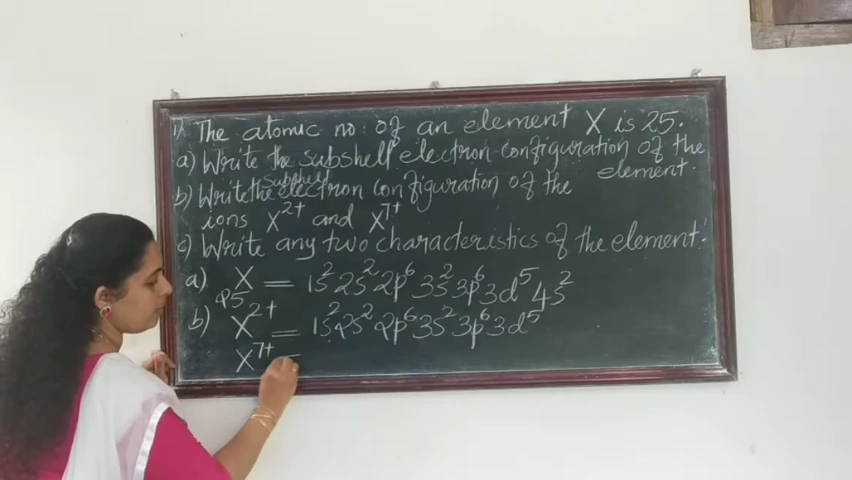 1). The atomic no: of an element X is 25.
a) Write the subshell electron configuration of the element.
b) Write the subshell electron configuration of the
ions X²⁺ and X⁷⁺
c) Write any two characteristics of the element.
a) ₂₅X = 1s² 2s² 2p⁶ 3s² 3p⁶ 3d⁵ 4s²
b) X²⁺ = 1s² 2s² 2p⁶ 3s² 3p⁶ 3d⁵
X⁷⁺ =